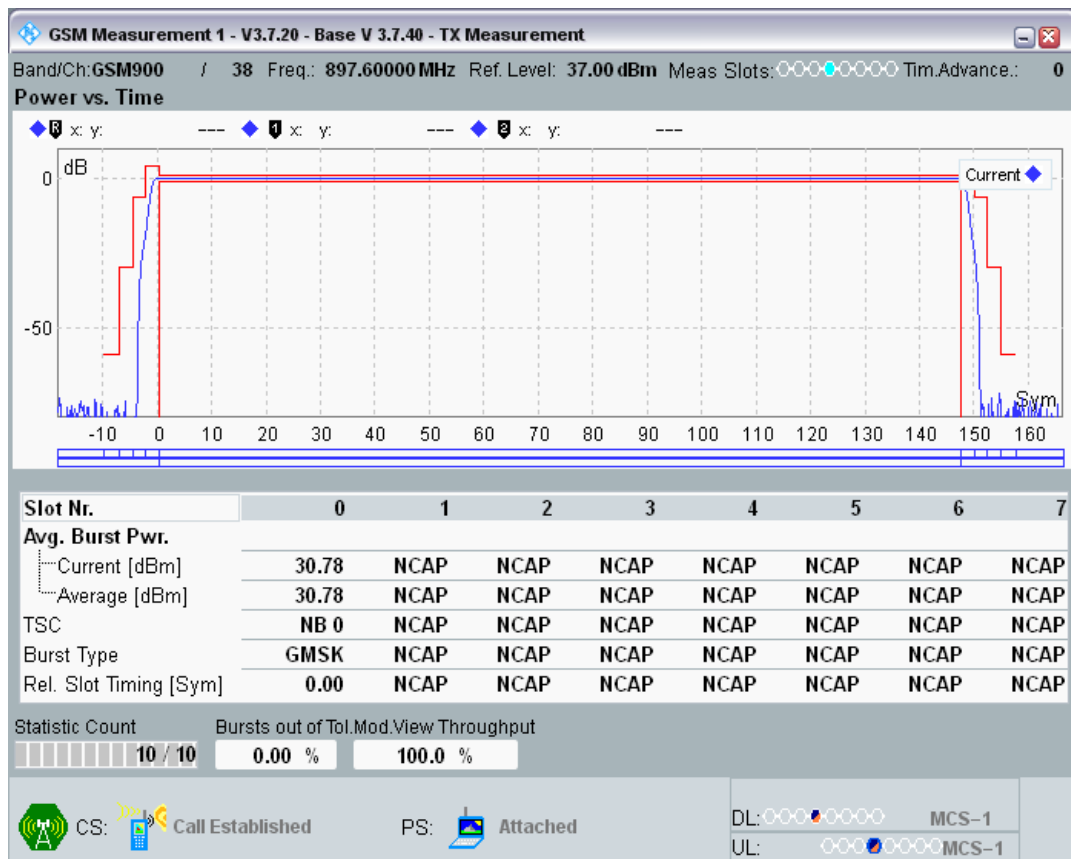 GSM Measurement 1 - V3.7.20 - Base V 3.7.40 - TX Measurement
Band/Ch:GSM900 / 38 Freq.: 897.60000 MHz Ref. Level: 37.00 dBm Meas Slots: Tim.Advance.: 0
Power vs. Time
R x: y: --- 1 x: y: --- 2 x: y: ---
dB
0
Current
-50
Sym
-10 0 10 20 30 40 50 60 70 80 90 100 110 120 130 140 150 160
Slot Nr. 0 1 2 3 4 5 6 7
Avg. Burst Pwr.
Current [dBm] 30.78 NCAP NCAP NCAP NCAP NCAP NCAP NCAP
Average [dBm] 30.78 NCAP NCAP NCAP NCAP NCAP NCAP NCAP
TSC NB 0 NCAP NCAP NCAP NCAP NCAP NCAP NCAP
Burst Type GMSK NCAP NCAP NCAP NCAP NCAP NCAP NCAP
Rel. Slot Timing [Sym] 0.00 NCAP NCAP NCAP NCAP NCAP NCAP NCAP
Statistic Count Bursts out of Tol.Mod.View Throughput
10 / 10 0.00 % 100.0 %
CS: Call Established PS: Attached
DL: MCS-1
UL: MCS-1